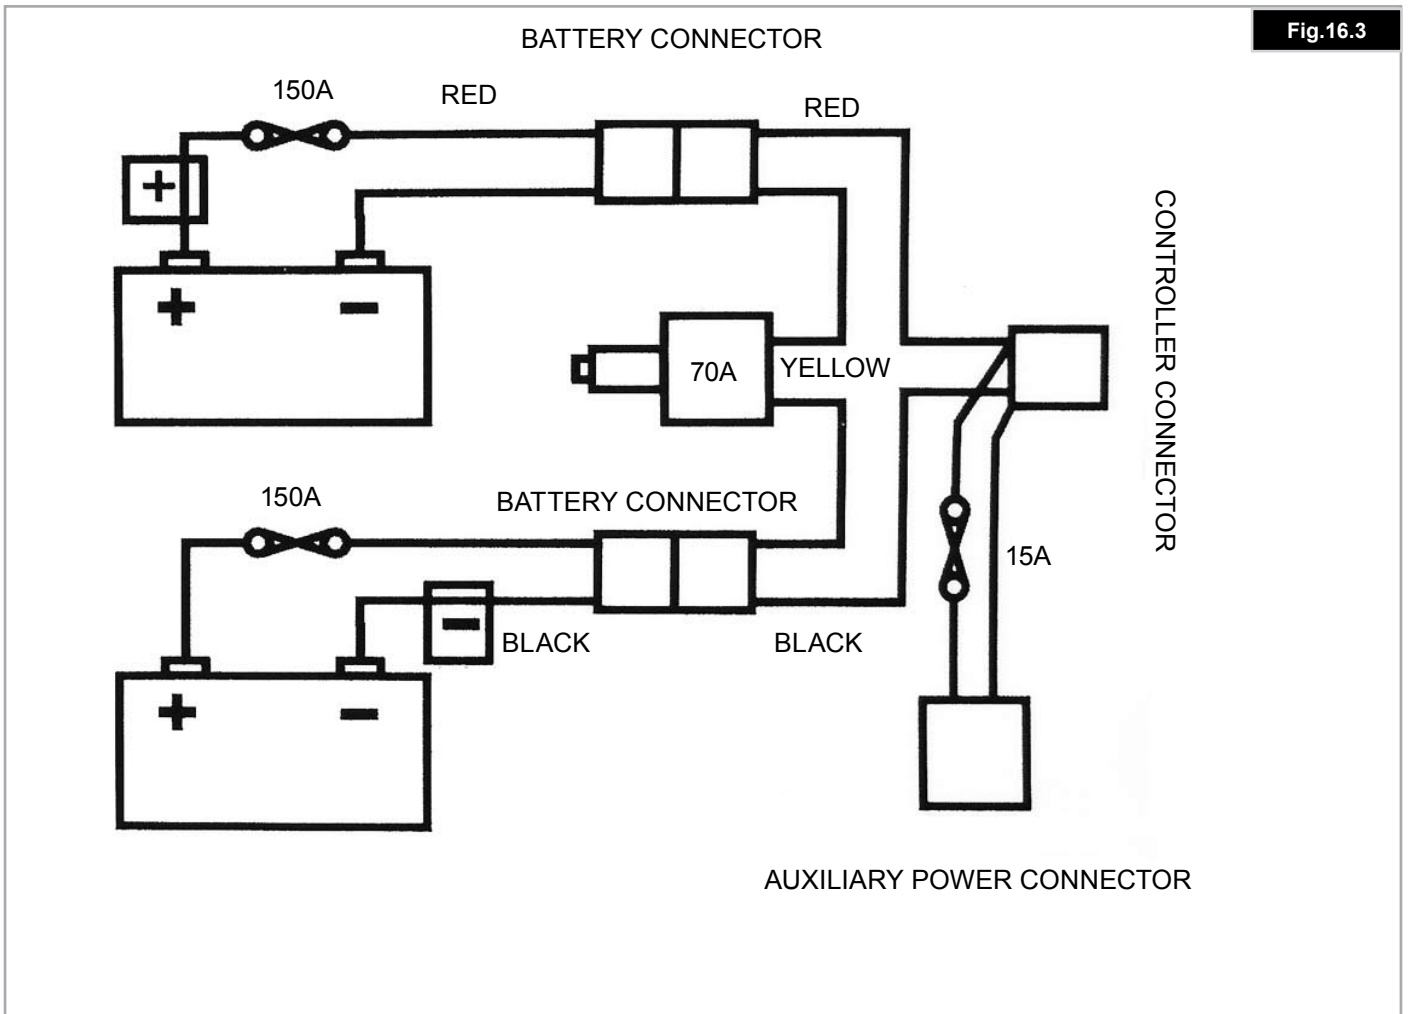 Fig.16.3
BATTERY CONNECTOR
150A
RED
RED
+
+ −
70A
YELLOW
CONTROLLER CONNECTOR
150A
BATTERY CONNECTOR
15A
−
BLACK
BLACK
+ −
AUXILIARY POWER CONNECTOR